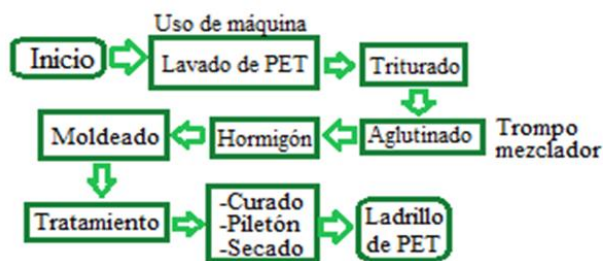 Uso de máquina
Inicio
Lavado de PET
Triturado
Aglutinado
Trompo
mezclador
Hormigón
Moldeado
Tratamiento
-Curado
-Piletón
-Secado
Ladrillo
de PET